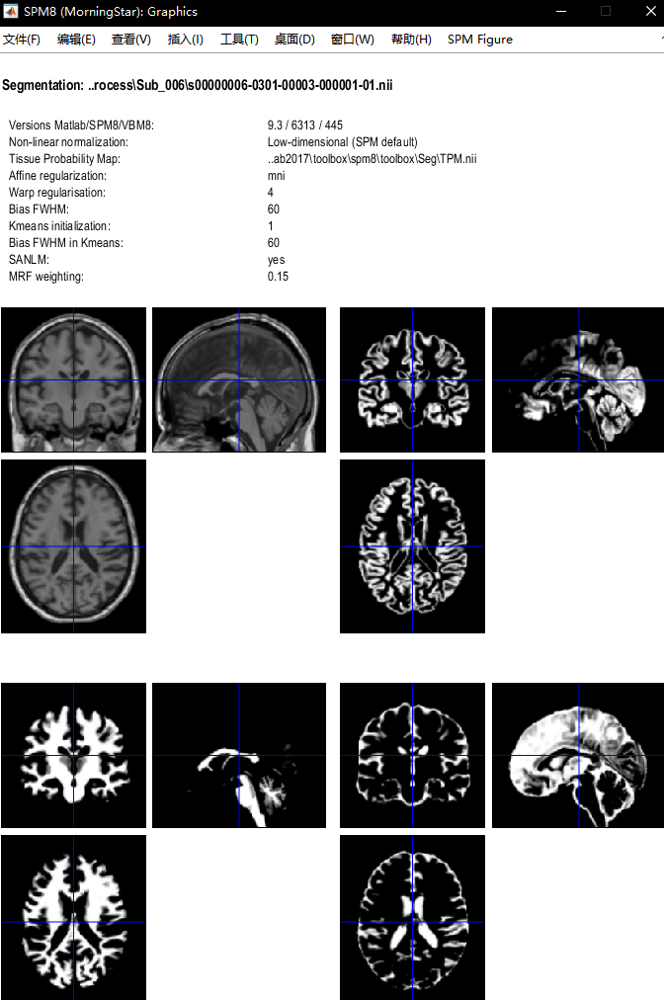 SPM8 (MorningStar): Graphics
文件(F) 编辑(E) 查看(V) 插入(I) 工具(T) 桌面(D) 窗口(W) 帮助(H) SPM Figure
Segmentation: ..rocess\Sub_006\s00000006-0301-00003-000001-01.nii
Versions Matlab/SPM8/VBM8: 9.3 / 6313 / 445
Non-linear normalization: Low-dimensional (SPM default)
Tissue Probability Map: ..ab2017\toolbox\spm8\toolbox\Seg\TPM.nii
Affine regularization: mni
Warp regularisation: 4
Bias FWHM: 60
Kmeans initialization: 1
Bias FWHM in Kmeans: 60
SANLM: yes
MRF weighting: 0.15